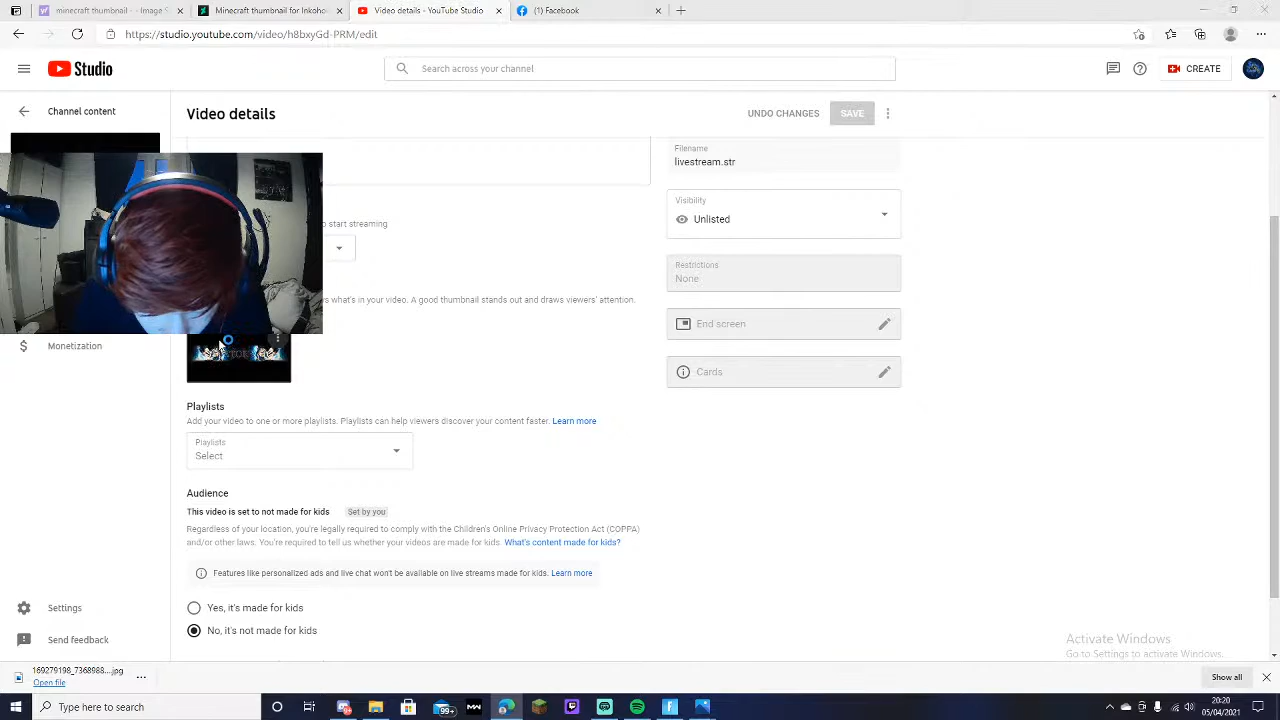 minecraft thumbnail - - Image S
Minecraft thumbnail for Inkoho-
Video details - YouTube Studio
(1) Facebook
https://studio.youtube.com/video/h8bxyGd-PRM/edit
Studio
Search across your channel
CREATE
Channel content
Video details
UNDO CHANGES
SAVE
Filename
livestream.str
Visibility
Unlisted
o start streaming
Restrictions
None
s what's in your video. A good thumbnail stands out and draws viewers' attention.
End screen
Monetization
Cards
Playlists
Add your video to one or more playlists. Playlists can help viewers discover your content faster. Learn more
Playlists
Select
Audience
This video is set to not made for kids Set by you
Regardless of your location, you're legally required to comply with the Children's Online Privacy Protection Act (COPPA)
and/or other laws. You're required to tell us whether your videos are made for kids. What's content made for kids?
Features like personalized ads and live chat won't be available on live streams made for kids. Learn more
Settings
Yes, it's made for kids
No, it's not made for kids
Send feedback
Activate Windows
Go to Settings to activate Windows.
169279198_7368988....jpg
Open file
Show all
Type here to search
99+
20:20
05/04/2021